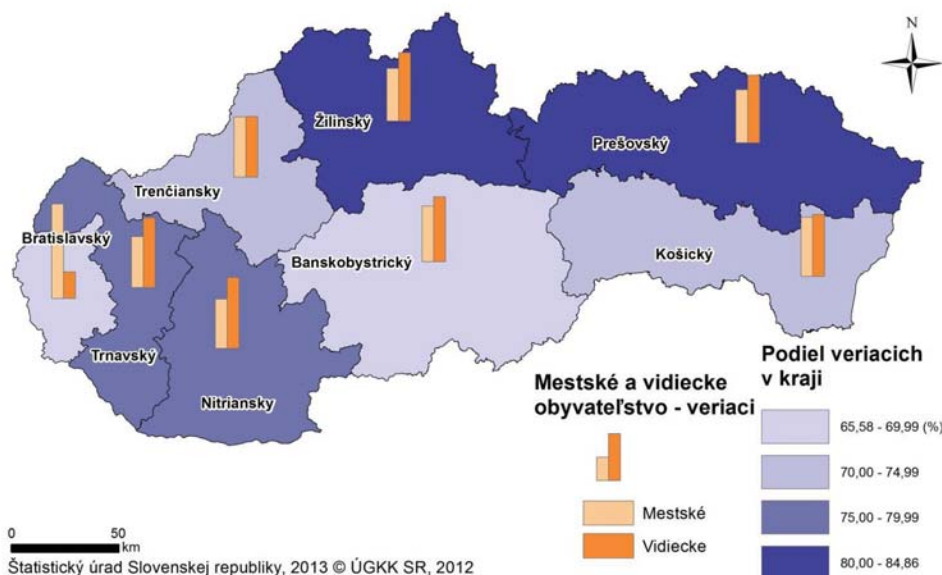 N
Žilinský
Prešovský
Trenčiansky
Bratislavský
Banskobystrický
Košický
Trnavský
Nitriansky
Mestské a vidiecke
obyvateľstvo - veriaci
Mestské
Vidiecke
Podiel veriacich
v kraji
65,58 - 69,99 (%)
70,00 - 74,99
75,00 - 79,99
80,00 - 84,86
0 50
km
Štatistický úrad Slovenskej republiky, 2013 © ÚGKK SR, 2012